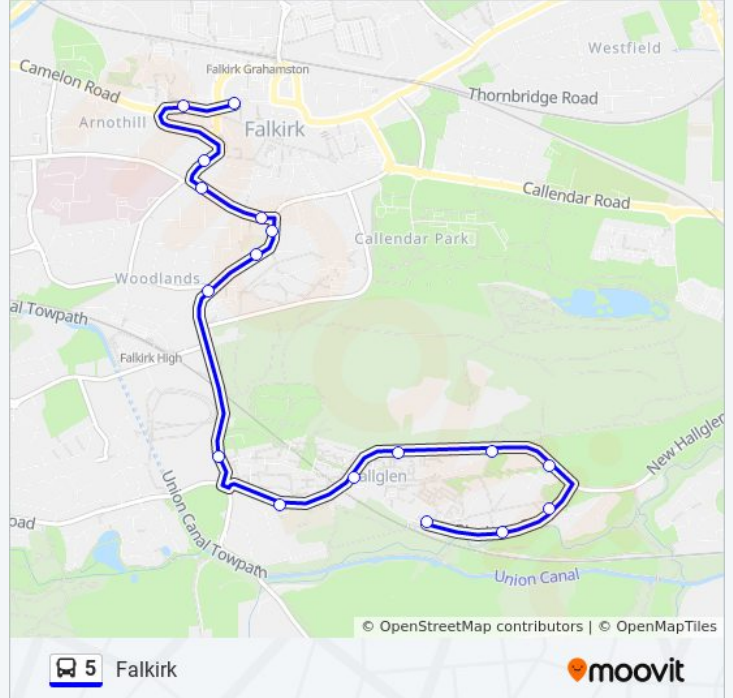 Westfield
Camelon Road
Falkirk Grahamston
Thornbridge Road
Arnothill
Falkirk
Callendar Road
Callendar Park
Woodlands
al Towpath
Falkirk High
New Hallglen
allglen
Union Canal Towpath
oad
Union Canal
© OpenStreetMap contributors | © OpenMapTiles
5 Falkirk
moovit